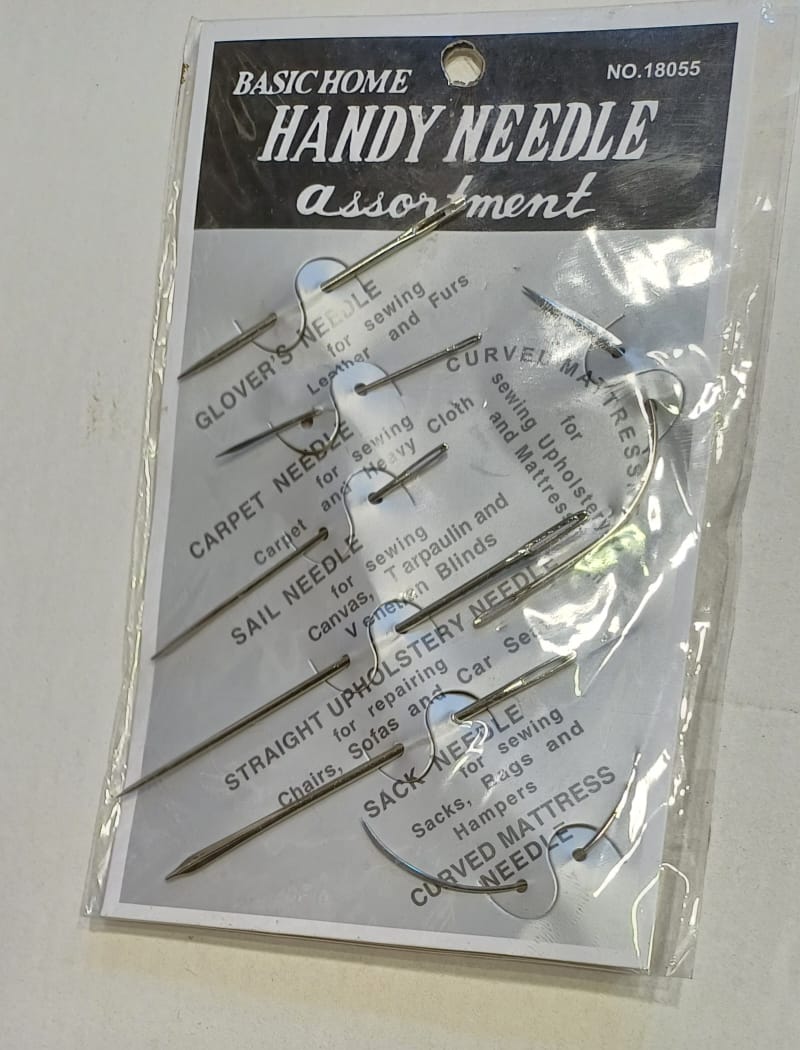 BASIC HOME
NO.18055
HANDY NEEDLE
assortment
GLOVER'S NEEDLE
for sewing
Leather and Furs
CARPET NEEDLE
for sewing
Carpet and Heavy Cloth
SAIL NEEDLE
for sewing
Canvas, Tarpaulin and
Venetian Blinds
STRAIGHT UPHOLSTERY NEEDLE
for repairing
Chairs, Sofas and Car
SACK NEEDLE
for sewing
Sacks, Bags and
Hampers
CURVED MATTRESS
for
sewing Upholstery
and Mattress
CURVED MATTRESS
NEEDLE